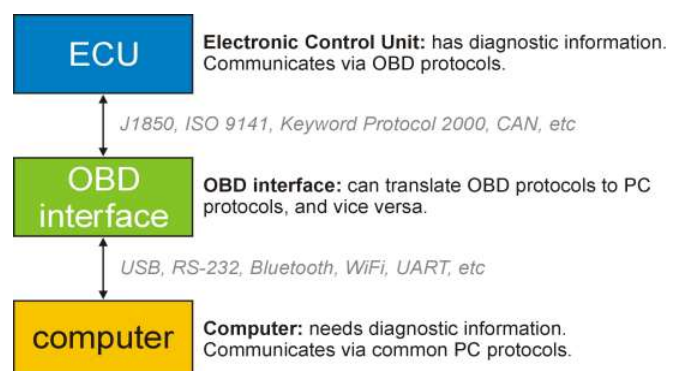 ECU
Electronic Control Unit: has diagnostic information.
Communicates via OBD protocols.
J1850, ISO 9141, Keyword Protocol 2000, CAN, etc
OBD
interface
OBD interface: can translate OBD protocols to PC
protocols, and vice versa.
USB, RS-232, Bluetooth, WiFi, UART, etc
computer
Computer: needs diagnostic information.
Communicates via common PC protocols.